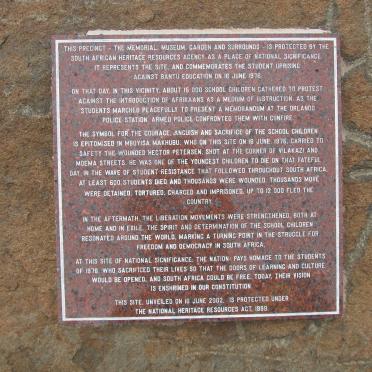 THIS PRECINCT - THE MEMORIAL, MUSEUM, GARDEN AND SURROUNDS - IS PROTECTED BY THE
SOUTH AFRICAN HERITAGE RESOURCES AGENCY AS A PLACE OF NATIONAL SIGNIFICANCE.
IT REPRESENTS THE SITE, AND COMMEMORATES THE STUDENT UPRISING
AGAINST BANTU EDUCATION ON 16 JUNE 1976.
ON THAT DAY, IN THIS VICINITY, ABOUT 15 000 SCHOOL CHILDREN GATHERED TO PROTEST
AGAINST THE INTRODUCTION OF AFRIKAANS AS A MEDIUM OF INSTRUCTION. AS THE
STUDENTS MARCHED PEACEFULLY TO PRESENT A MEMORANDUM AT THE ORLANDO
POLICE STATION, ARMED POLICE CONFRONTED THEM WITH GUNFIRE.
THE SYMBOL FOR THE COURAGE, ANGUISH AND SACRIFICE OF THE SCHOOL CHILDREN
IS EPITOMISED IN MBUYISA MAKHUBU, WHO ON THIS SITE ON 16 JUNE 1976, CARRIED TO
SAFETY THE WOUNDED HECTOR PETERSEN, SHOT AT THE CORNER OF VILAKAZI AND
MOEMA STREETS. HE WAS ONE OF THE YOUNGEST CHILDREN TO DIE ON THAT FATEFUL
DAY. IN THE WAVE OF STUDENT RESISTANCE THAT FOLLOWED THROUGHOUT SOUTH AFRICA,
AT LEAST 600 STUDENTS DIED AND THOUSANDS WERE WOUNDED. THOUSANDS MORE
WERE DETAINED, TORTURED, CHARGED AND IMPRISONED. UP TO 12 000 FLED THE
COUNTRY.
IN THE AFTERMATH, THE LIBERATION MOVEMENTS WERE STRENGTHENED, BOTH AT
HOME AND IN EXILE. THE SPIRIT AND DETERMINATION OF THE SCHOOL CHILDREN
RESONATED AROUND THE WORLD, MARKING A TURNING POINT IN THE STRUGGLE FOR
FREEDOM AND DEMOCRACY IN SOUTH AFRICA.
AT THIS SITE OF NATIONAL SIGNIFICANCE, THE NATION PAYS HOMAGE TO THE STUDENTS
OF 1976, WHO SACRIFICED THEIR LIVES SO THAT THE DOORS OF LEARNING AND CULTURE
WOULD BE OPENED, AND SOUTH AFRICA COULD BE FREE. TODAY, THEIR VISION
IS ENSHRINED IN OUR CONSTITUTION.
THIS SITE, UNVEILED ON 16 JUNE 2002, IS PROTECTED UNDER
THE NATIONAL HERITAGE RESOURCES ACT, 1999.